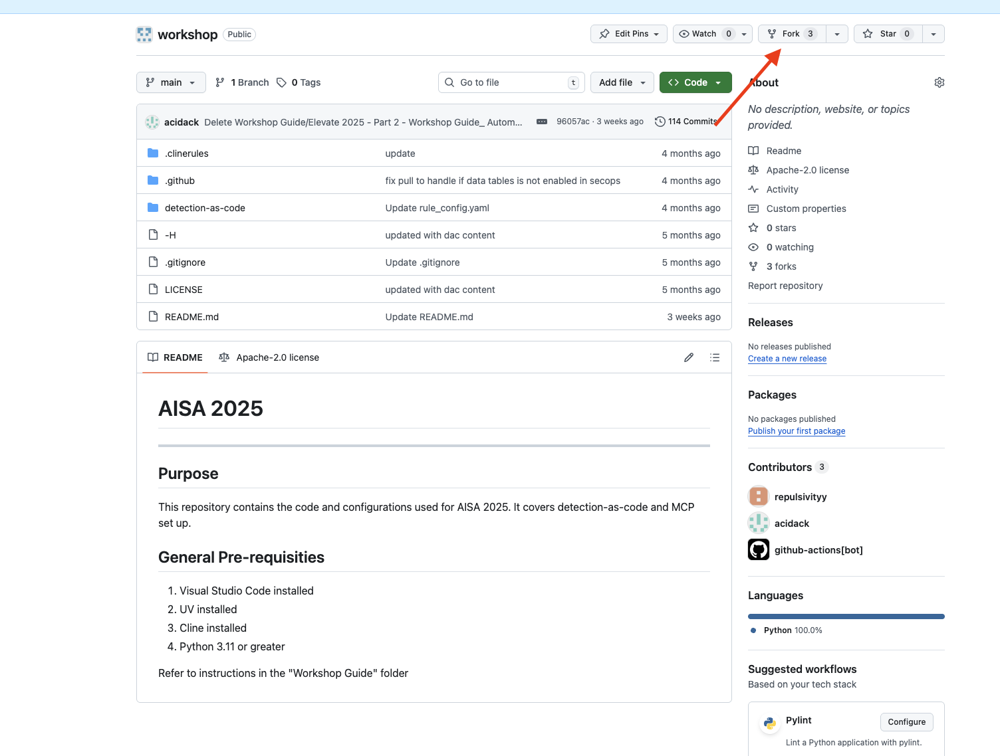 workshop Public Edit Pins Watch 0 Fork 3 Star 0
main 1 Branch 0 Tags Go to file t Add file Code
acidack Delete Workshop Guide/Elevate 2025 - Part 2 - Workshop Guide_ Autom... 96057ac · 3 weeks ago 114 Commits
.clinerules update 4 months ago
.github fix pull to handle if data tables is not enabled in secops 4 months ago
detection-as-code Update rule_config.yaml 4 months ago
-H updated with dac content 5 months ago
.gitignore Update .gitignore 5 months ago
LICENSE updated with dac content 5 months ago
README.md Update README.md 3 weeks ago
README Apache-2.0 license
AISA 2025
Purpose
This repository contains the code and configurations used for AISA 2025. It covers detection-as-code and MCP
set up.
General Pre-requisities
1. Visual Studio Code installed
2. UV installed
3. Cline installed
4. Python 3.11 or greater
Refer to instructions in the "Workshop Guide" folder
About
No description, website, or topics
provided.
Readme
Apache-2.0 license
Activity
Custom properties
0 stars
0 watching
3 forks
Report repository
Releases
No releases published
Create a new release
Packages
No packages published
Publish your first package
Contributors 3
repulsivityy
acidack
github-actions[bot]
Languages
Python 100.0%
Suggested workflows
Based on your tech stack
Pylint Configure
Lint a Python application with pylint.